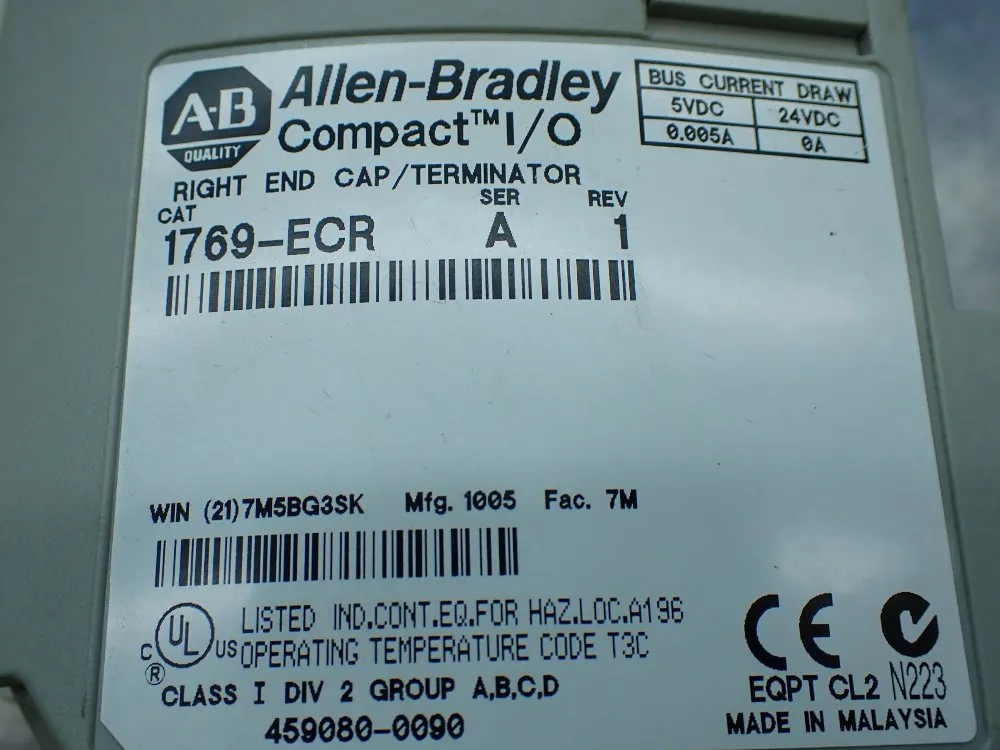 A-B
QUALITY
Allen-Bradley
Compact™ I/O
BUS CURRENT DRAW
5VDC 24VDC
0.005A 0A
RIGHT END CAP/TERMINATOR
CAT SER REV
1769-ECR A 1
WIN (21)7M5BG3SK Mfg. 1005 Fac. 7M
C UL US ®
LISTED IND.CONT.EQ.FOR HAZ.LOC.A196
OPERATING TEMPERATURE CODE T3C
CLASS I DIV 2 GROUP A,B,C,D
459080-0090
CE
EQPT CL2 N223
MADE IN MALAYSIA